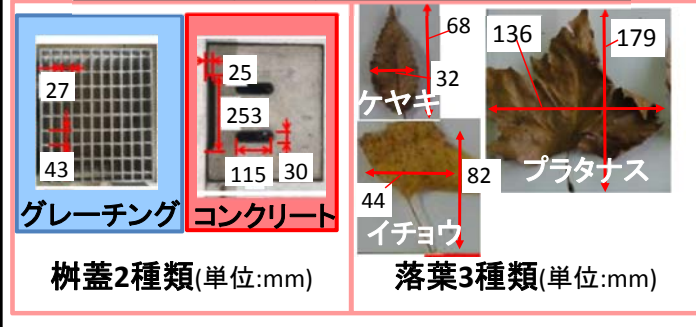 27
43
グレーチング
25
253
115
30
コンクリート
桝蓋2種類(単位:mm)
68
32
ケヤキ
44
82
イチョウ
136
179
プラタナス
落葉3種類(単位:mm)